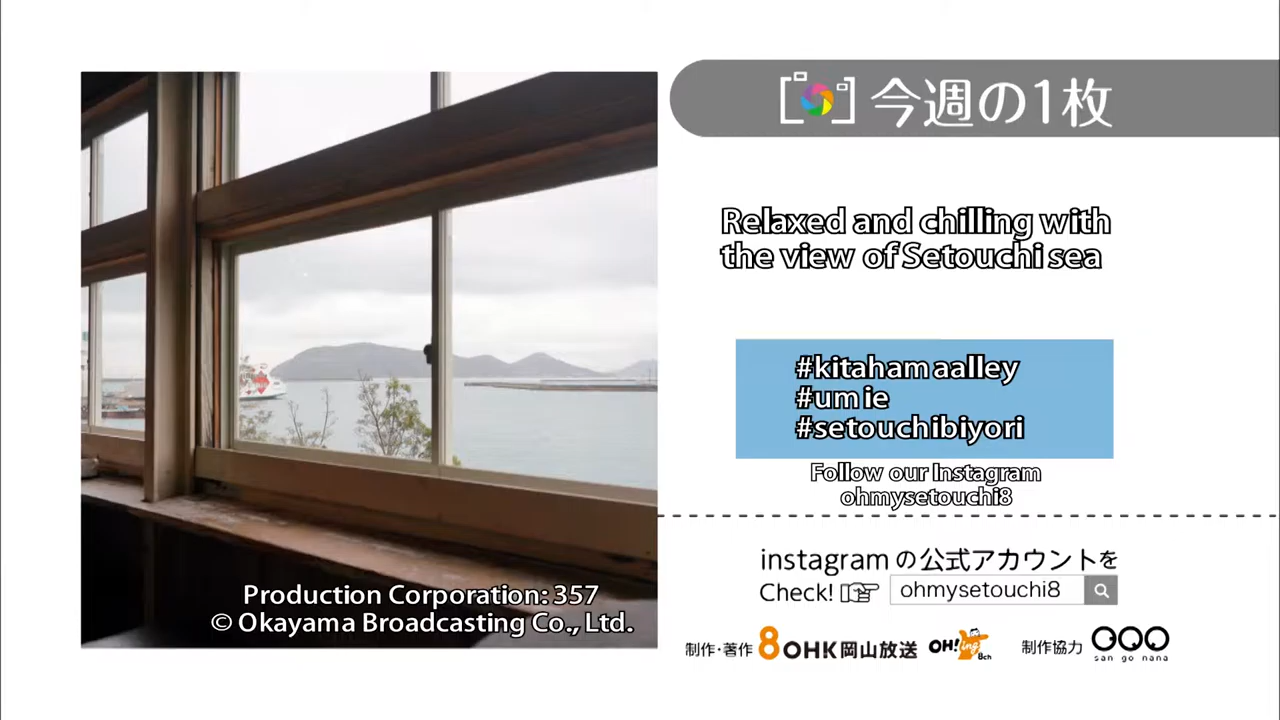 今週の1枚
Relaxed and chilling with
the view of Setouchi sea
#kitahamaalley
#umie
#setouchibiyori
Follow our Instagram
ohmysetouchi8
Production Corporation: 357
© Okayama Broadcasting Co., Ltd.
instagramの公式アカウントを
Check! ohmysetouchi8
制作・著作 8 OHK岡山放送 OH!ing 8ch 制作協力
san go nana